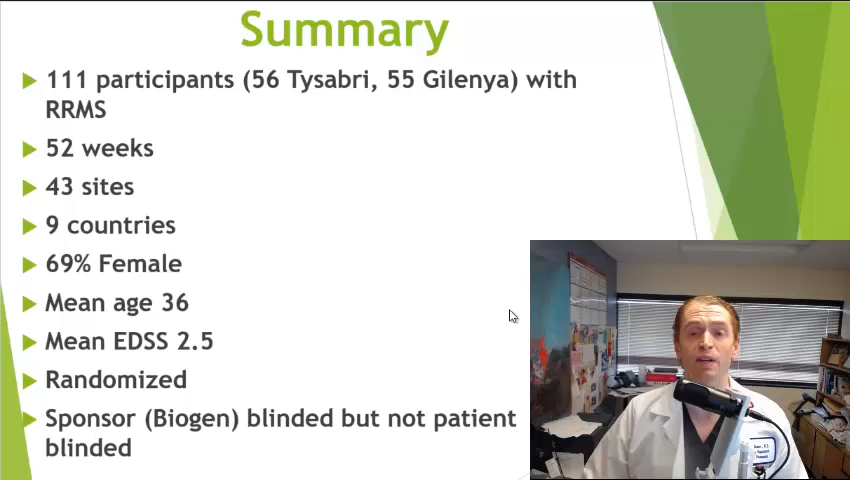 Summary
111 participants (56 Tysabri, 55 Gilenya) with
RRMS
52 weeks
43 sites
9 countries
69% Female
Mean age 36
Mean EDSS 2.5
Randomized
Sponsor (Biogen) blinded but not patient
blinded